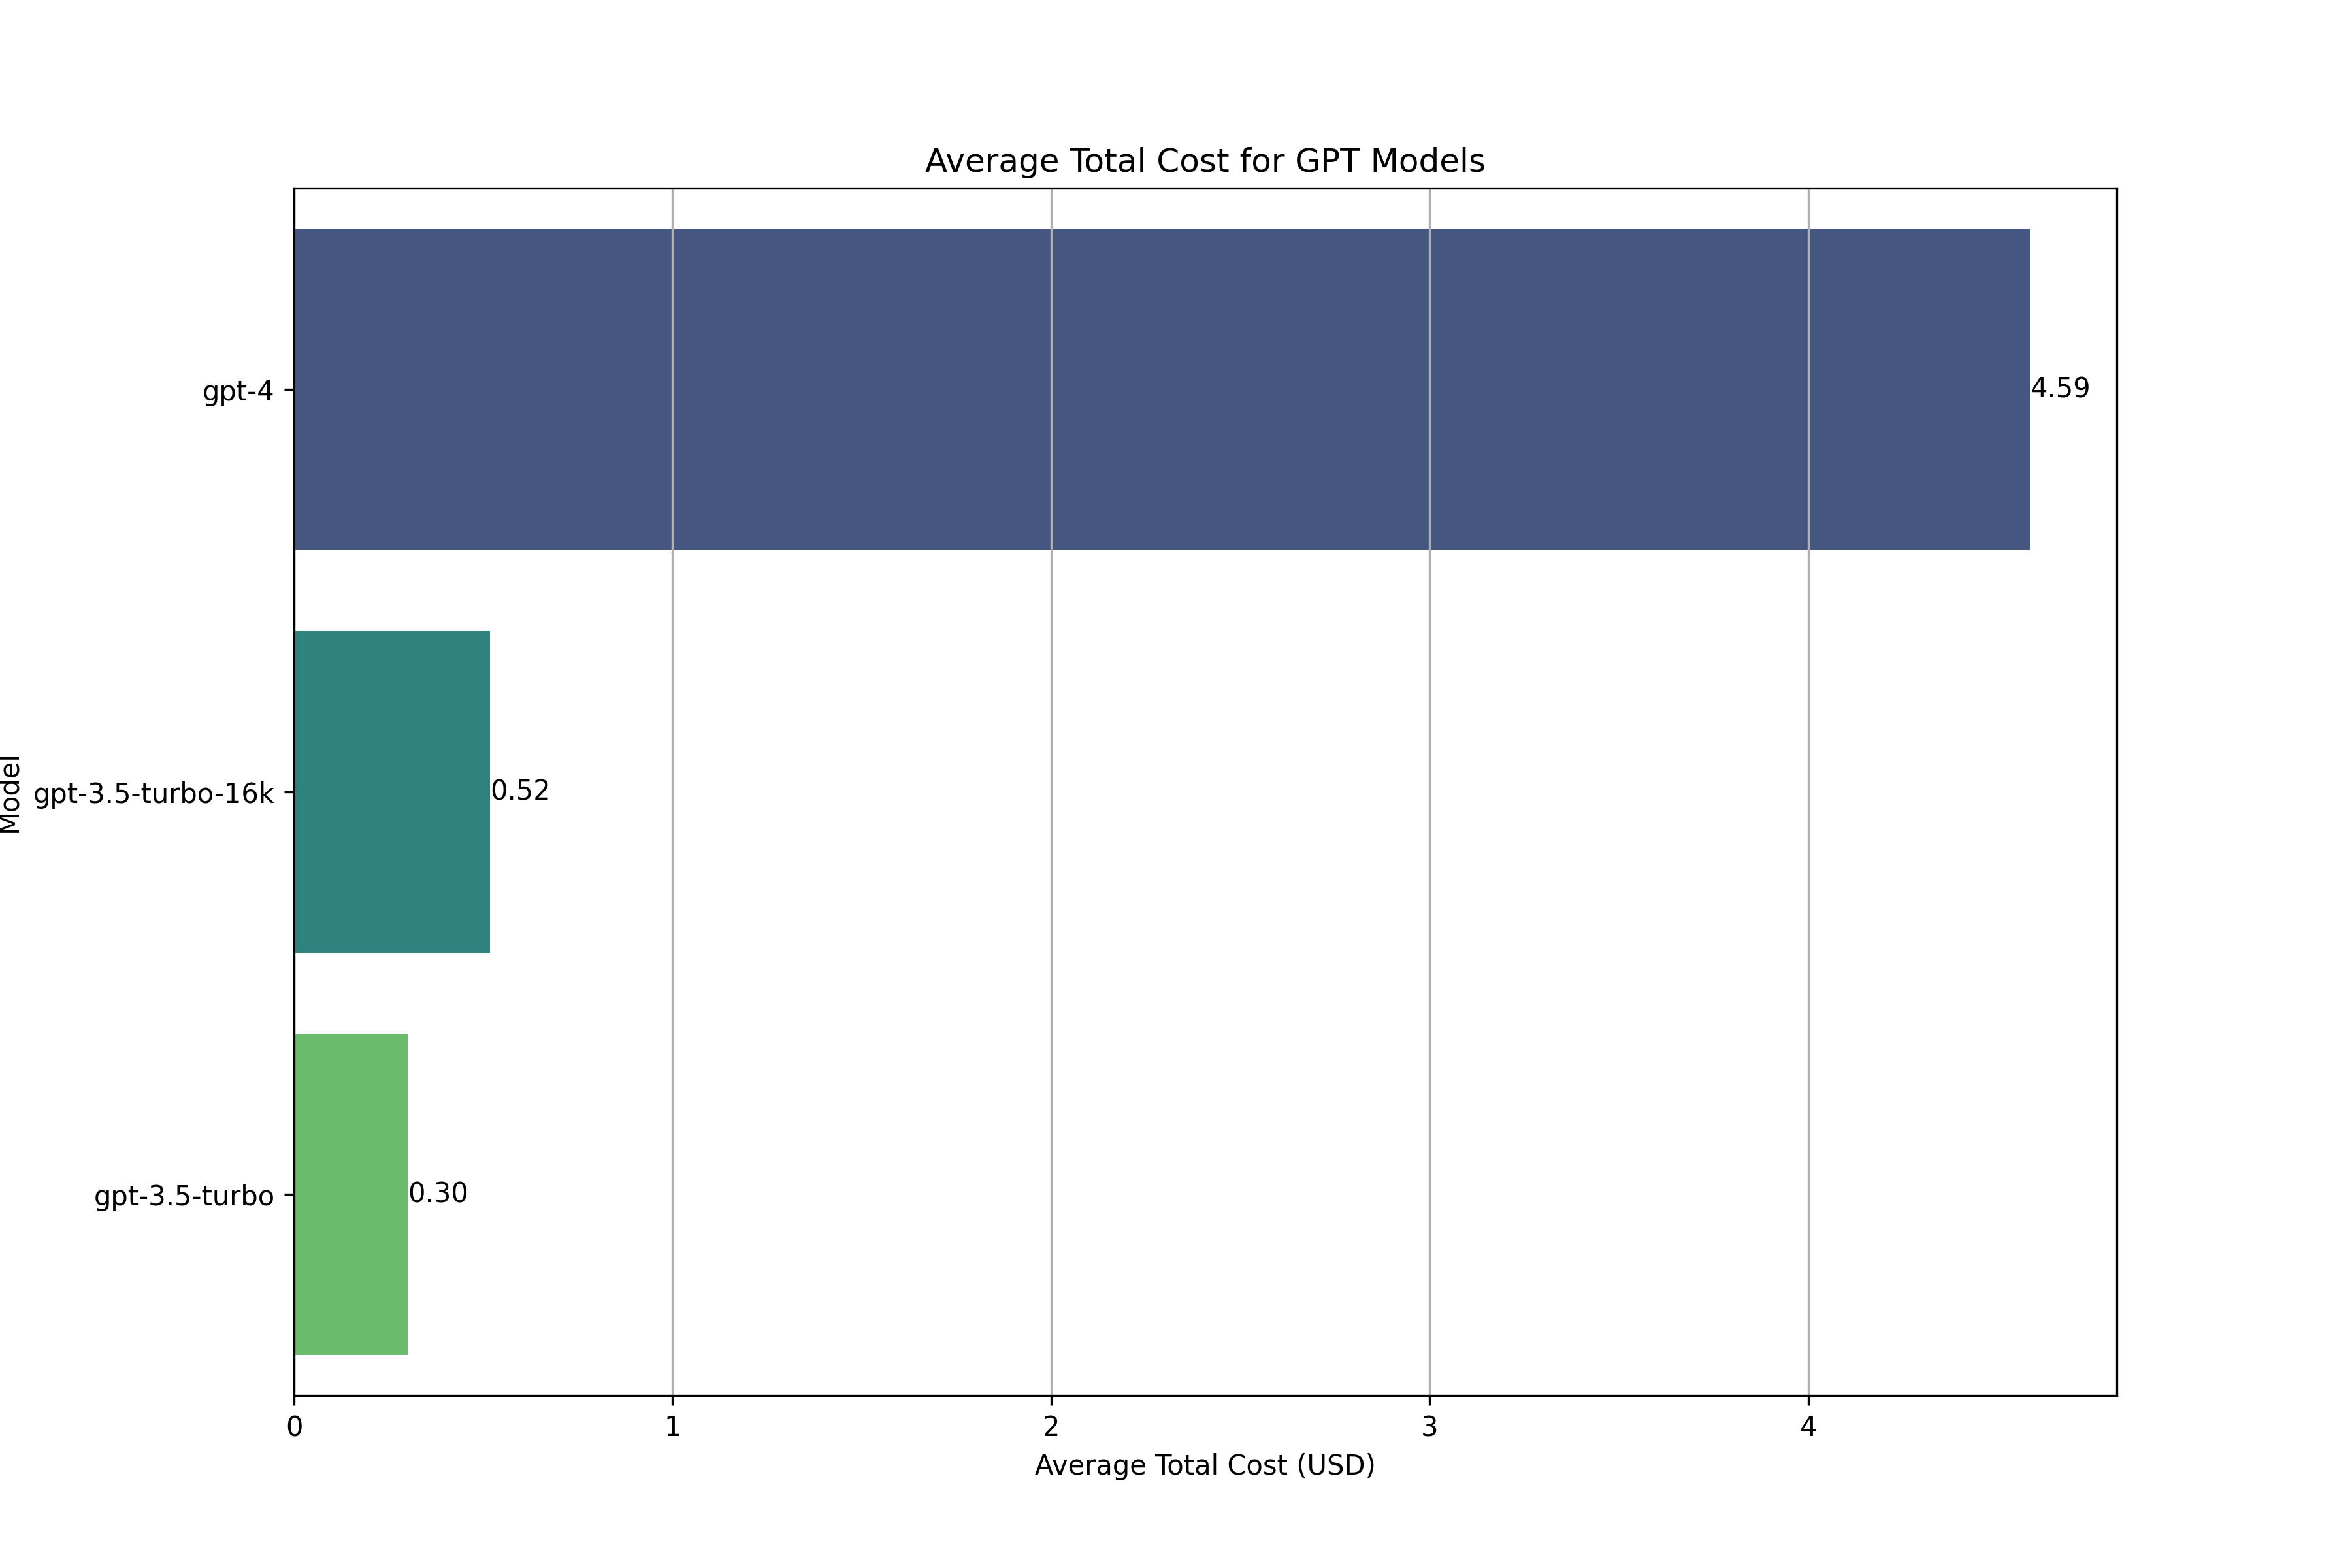 Average Total Cost for GPT Models
gpt-4
4.59
Model
gpt-3.5-turbo-16k
0.52
gpt-3.5-turbo
0.30
0 1 2 3 4
Average Total Cost (USD)